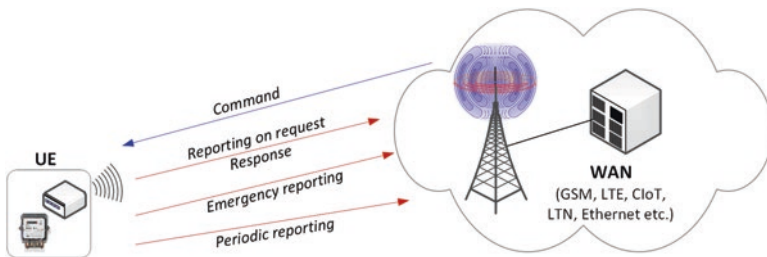 Command
Reporting on request
Response
Emergency reporting
Periodic reporting
UE
WAN
(GSM, LTE, CIoT,
LTN, Ethernet etc.)